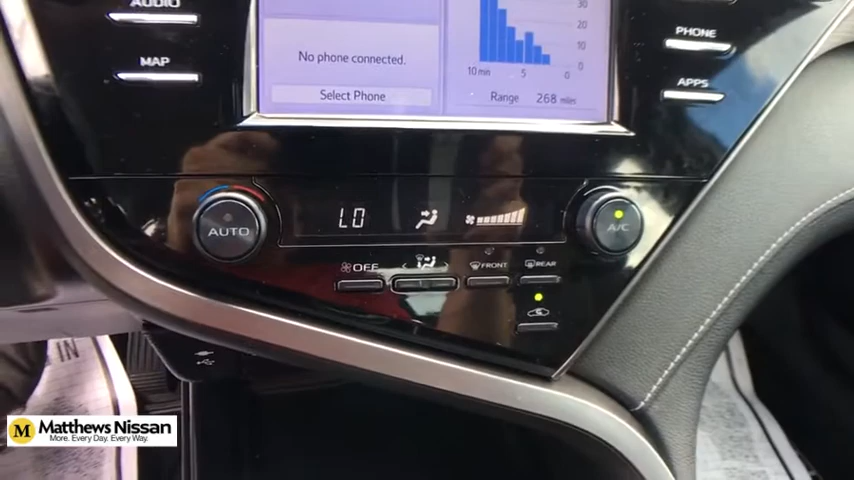 AUDIO
MAP
No phone connected.
Select Phone
30
20
10
0
10 min 5 0
Range 268 miles
PHONE
APPS
AUTO
LO
A/C
OFF
FRONT
REAR
M Matthews Nissan
More. Every Day. Every Way.